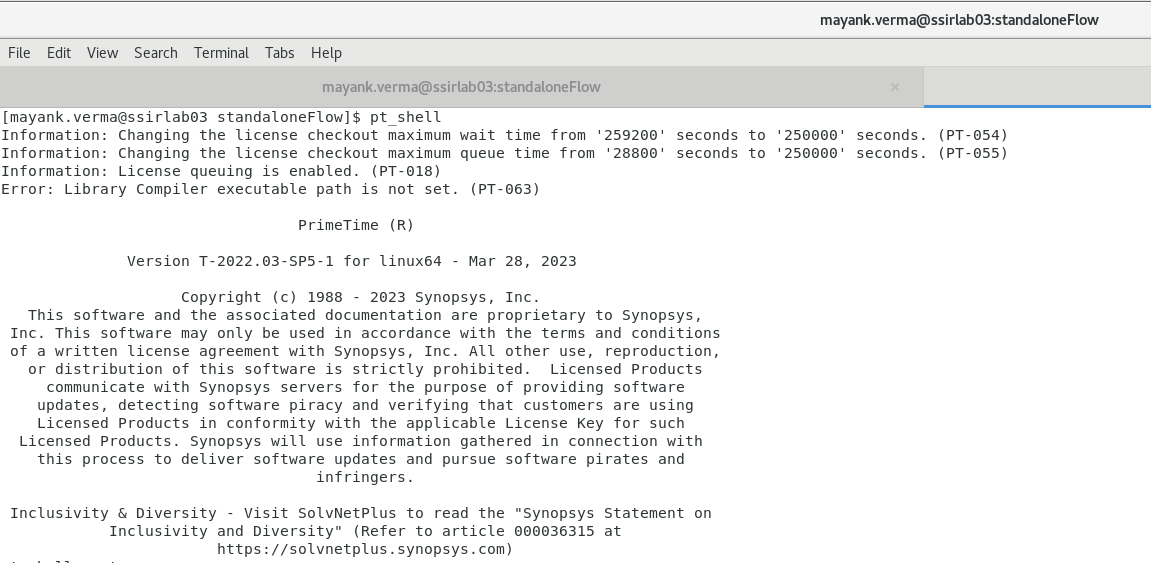 mayank.verma@ssirlab03:standaloneFlow
File Edit View Search Terminal Tabs Help
mayank.verma@ssirlab03:standaloneFlow ×
[mayank.verma@ssirlab03 standaloneFlow]$ pt_shell
Information: Changing the license checkout maximum wait time from '259200' seconds to '250000' seconds. (PT-054)
Information: Changing the license checkout maximum queue time from '28800' seconds to '250000' seconds. (PT-055)
Information: License queuing is enabled. (PT-018)
Error: Library Compiler executable path is not set. (PT-063)
PrimeTime (R)
Version T-2022.03-SP5-1 for linux64 - Mar 28, 2023
Copyright (c) 1988 - 2023 Synopsys, Inc.
This software and the associated documentation are proprietary to Synopsys,
Inc. This software may only be used in accordance with the terms and conditions
of a written license agreement with Synopsys, Inc. All other use, reproduction,
or distribution of this software is strictly prohibited.  Licensed Products
communicate with Synopsys servers for the purpose of providing software
updates, detecting software piracy and verifying that customers are using
Licensed Products in conformity with the applicable License Key for such
Licensed Products. Synopsys will use information gathered in connection with
this process to deliver software updates and pursue software pirates and
infringers.
Inclusivity & Diversity - Visit SolvNetPlus to read the "Synopsys Statement on
Inclusivity and Diversity" (Refer to article 000036315 at
https://solvnetplus.synopsys.com)